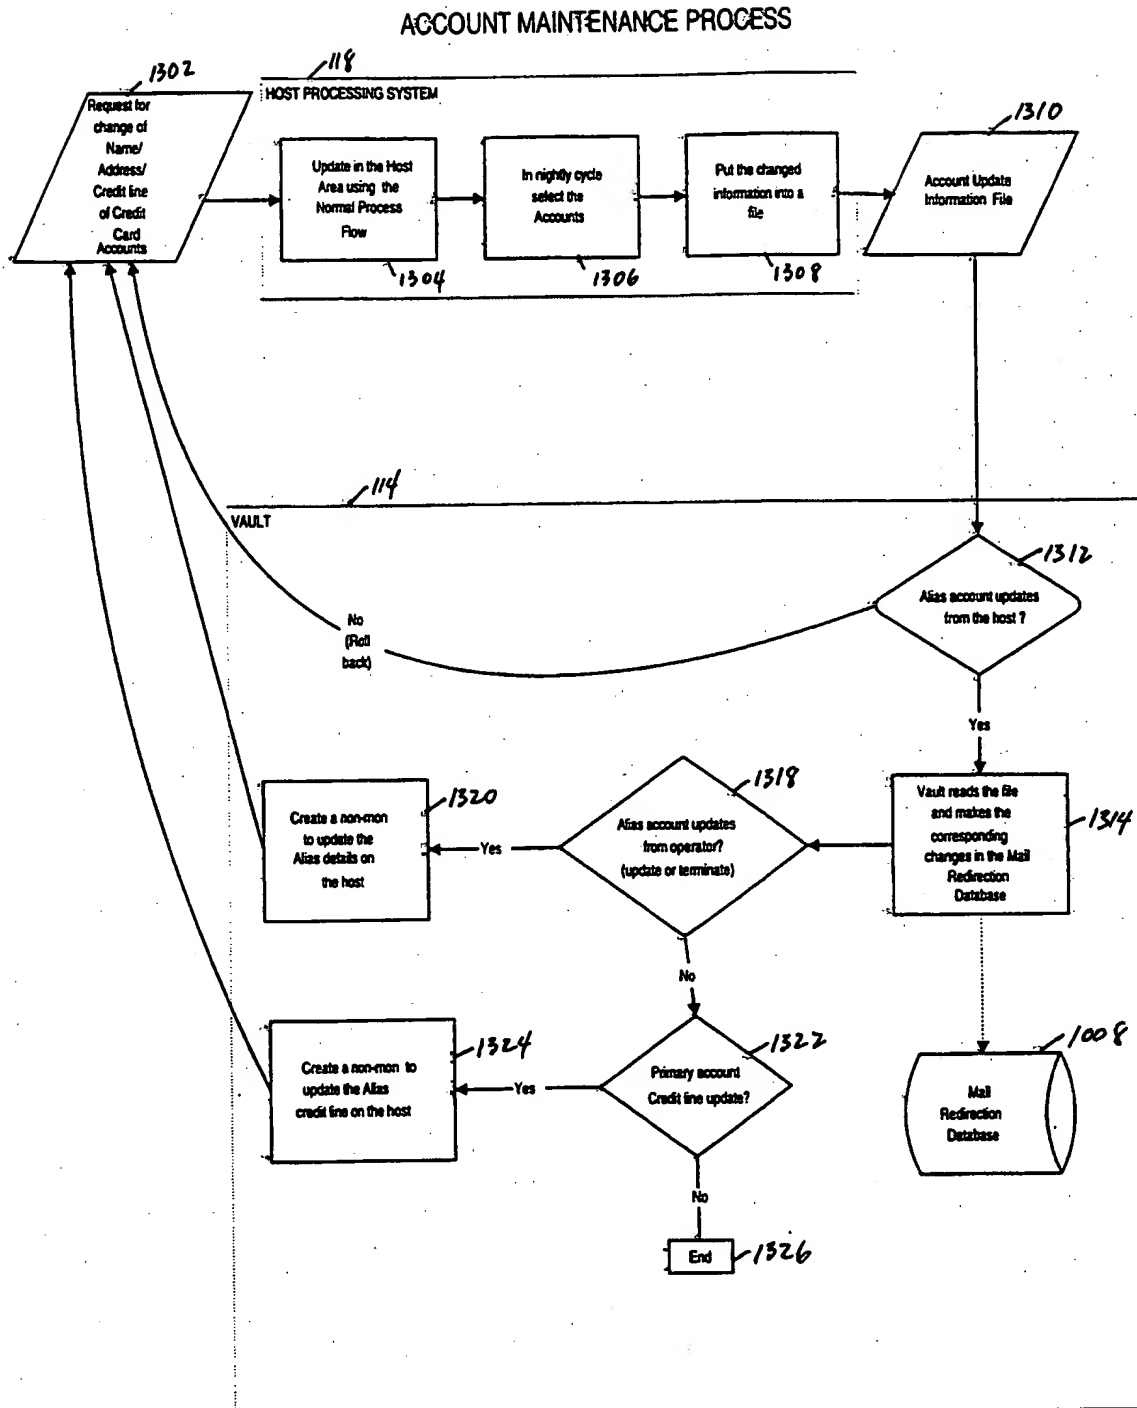 ACCOUNT MAINTENANCE PROCESS
1302
118
HOST PROCESSING SYSTEM
Request for
change of
Name/
Address/
Credit line
of Credit
Card
Accounts
Update in the Host
Area using the
Normal Process
Flow
1304
In nightly cycle
select the
Accounts
1306
Put the changed
information into a
file
1308
1310
Account Update
Information File
114
VAULT
1312
Alias account updates
from the host ?
No
(Roll
back)
Yes
1314
Vault reads the file
and makes the
corresponding
changes in the Mail
Redirection
Database
1318
Alias account updates
from operator?
(update or terminate)
Yes
1320
Create a non-mon
to update the
Alias details on
the host
No
1322
Primary account
Credit line update?
Yes
1324
Create a non-mon to
update the Alias
credit line on the host
1008
Mail
Redirection
Database
No
End
1326